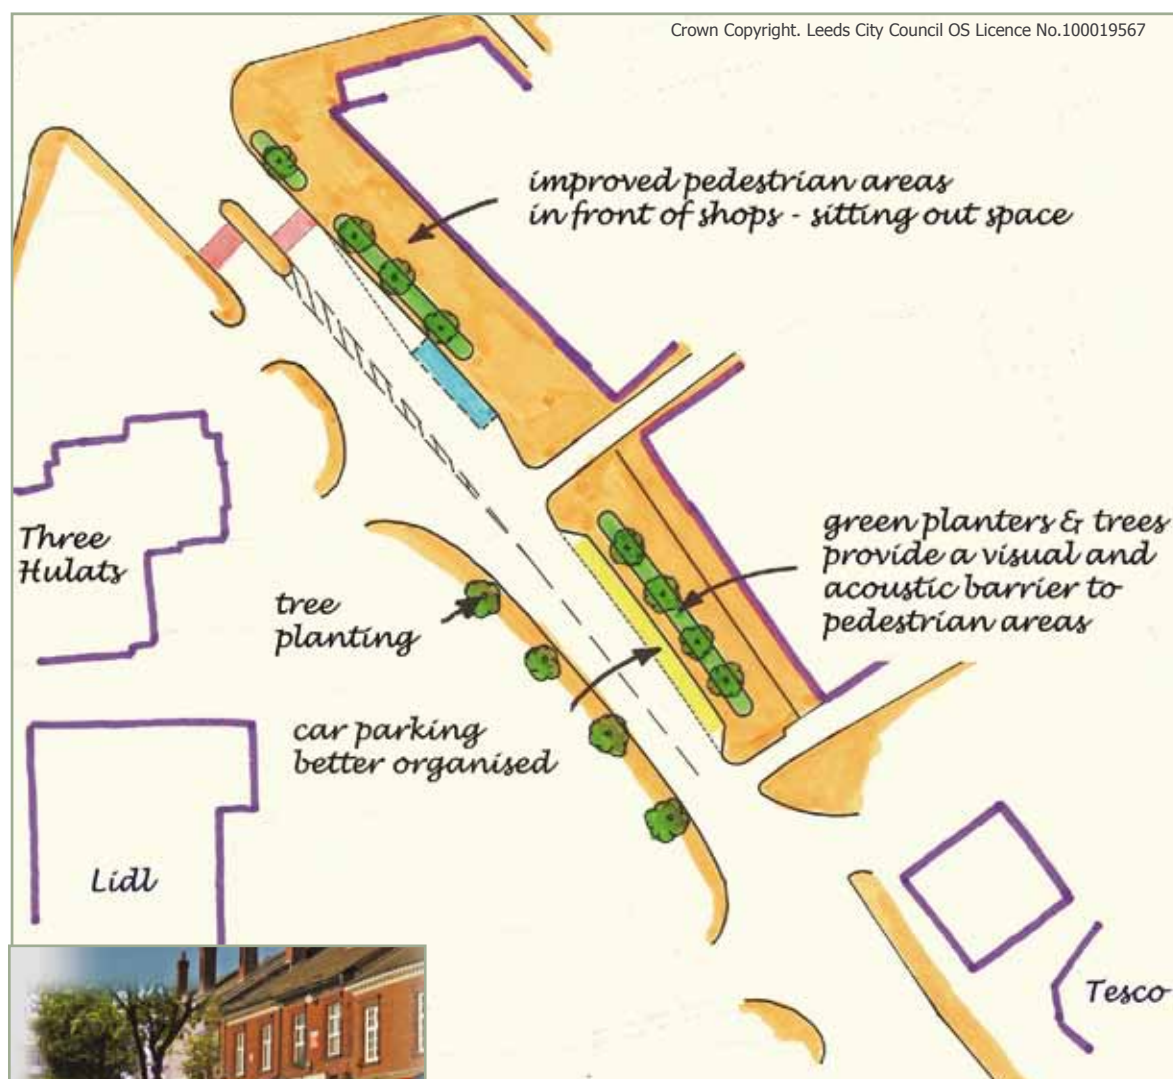 Crown Copyright. Leeds City Council OS Licence No.100019567
improved pedestrian areas
in front of shops - sitting out space
Three
Hulats
green planters & trees
provide a visual and
acoustic barrier to
pedestrian areas
tree
planting
car parking
better organised
Lidl
Tesco